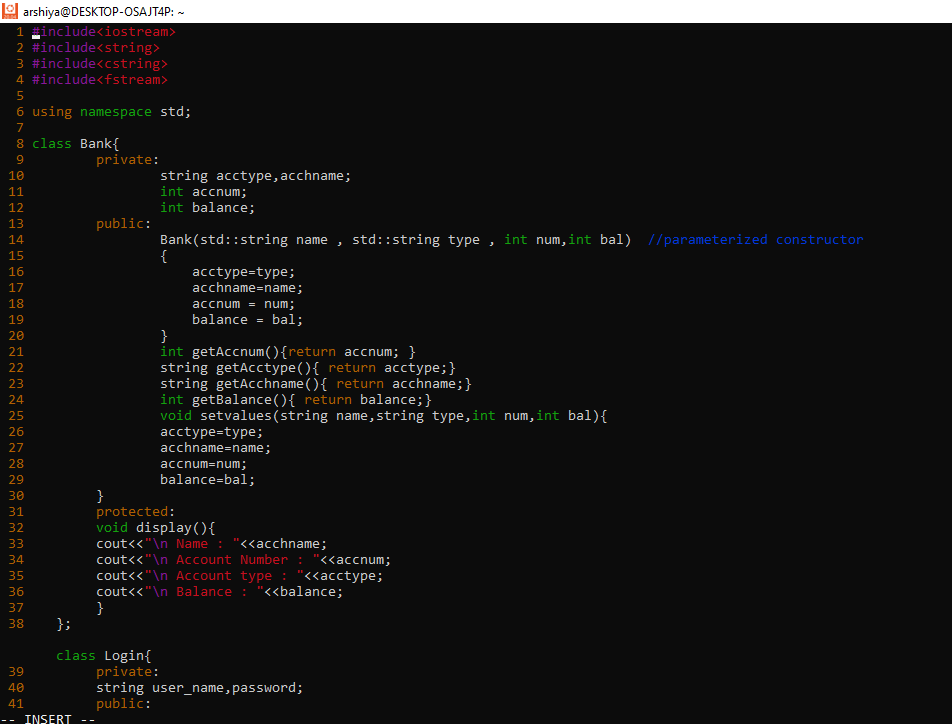 arshiya@DESKTOP-OSAJT4P: ~
1 #include<iostream>
2 #include<string>
3 #include<cstring>
4 #include<fstream>
5
6 using namespace std;
7
8 class Bank{
9         private:
10                 string acctype,acchname;
11                 int accnum;
12                 int balance;
13         public:
14                 Bank(std::string name , std::string type , int num,int bal)  //parameterized constructor
15                 {
16                     acctype=type;
17                     acchname=name;
18                     accnum = num;
19                     balance = bal;
20                 }
21                 int getAccnum(){return accnum; }
22                 string getAcctype(){ return acctype;}
23                 string getAcchname(){ return acchname;}
24                 int getBalance(){ return balance;}
25                 void setvalues(string name,string type,int num,int bal){
26                 acctype=type;
27                 acchname=name;
28                 accnum=num;
29                 balance=bal;
30         }
31         protected:
32         void display(){
33         cout<<"\n Name : "<<acchname;
34         cout<<"\n Account Number : "<<accnum;
35         cout<<"\n Account type : "<<acctype;
36         cout<<"\n Balance : "<<balance;
37         }
38    };
class Login{
39         private:
40         string user_name,password;
41         public:
-- INSERT --